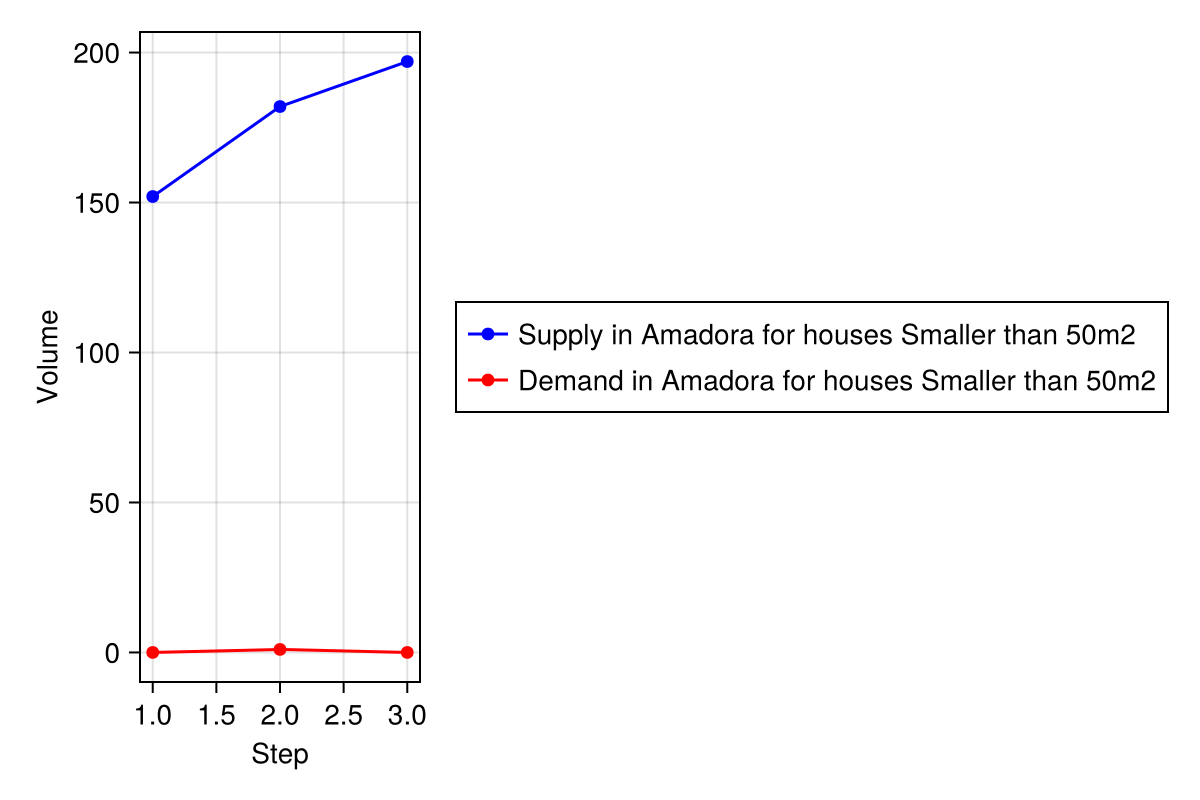 200
150
100
50
0
Volume
1.0 1.5 2.0 2.5 3.0
Step
Supply in Amadora for houses Smaller than 50m2
Demand in Amadora for houses Smaller than 50m2